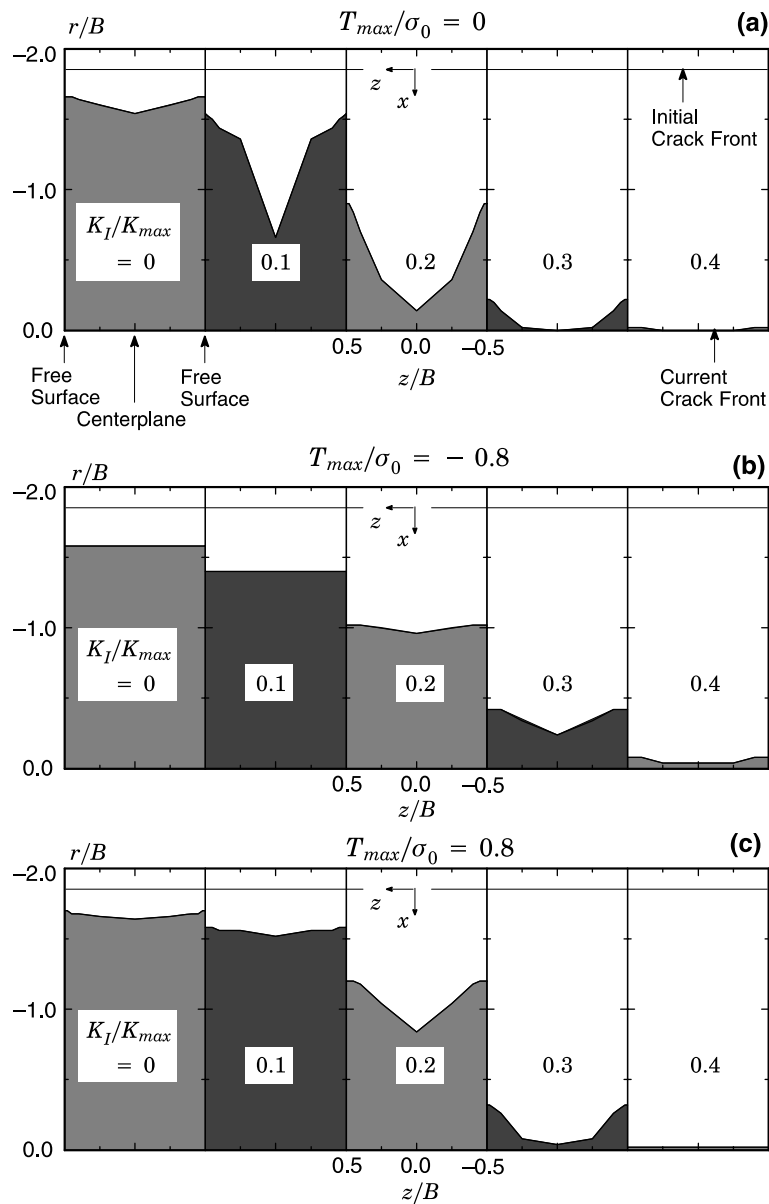 r/B
T_max/σ_0 = 0
(a)
−2.0
z
x
Initial
Crack Front
−1.0
K_I/K_max
= 0
0.1
0.2
0.3
0.4
0.0
0.5
0.0
−0.5
Free
Surface
Centerplane
Free
Surface
z/B
Current
Crack Front
r/B
T_max/σ_0 = − 0.8
(b)
−2.0
z
x
−1.0
K_I/K_max
= 0
0.1
0.2
0.3
0.4
0.0
0.5
0.0
−0.5
z/B
r/B
T_max/σ_0 = 0.8
(c)
−2.0
z
x
−1.0
K_I/K_max
= 0
0.1
0.2
0.3
0.4
0.0
0.5
0.0
−0.5
z/B